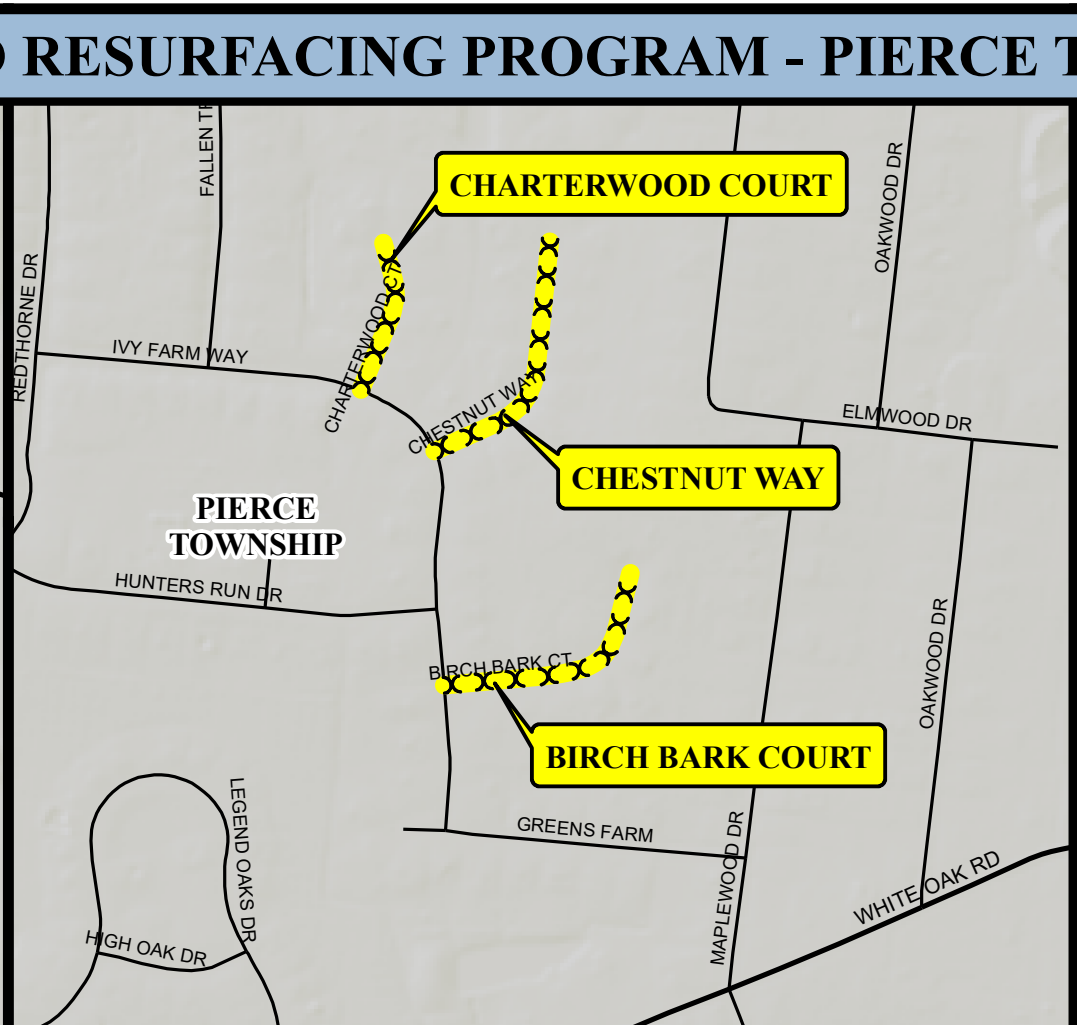 RESURFACING PROGRAM - PIERCE
FALLEN
CHARTERWOOD COURT
OAKWOOD DR
REDTHORNE DR
CHARTERWOOD CT
IVY FARM WAY
CHESTNUT WAY
ELMWOOD DR
CHESTNUT WAY
PIERCE
TOWNSHIP
HUNTERS RUN DR
OAKWOOD DR
BIRCH BARK CT
BIRCH BARK COURT
LEGEND OAKS DR
GREENS FARM
MAPLEWOOD DR
WHITE OAK RD
HIGH OAK DR